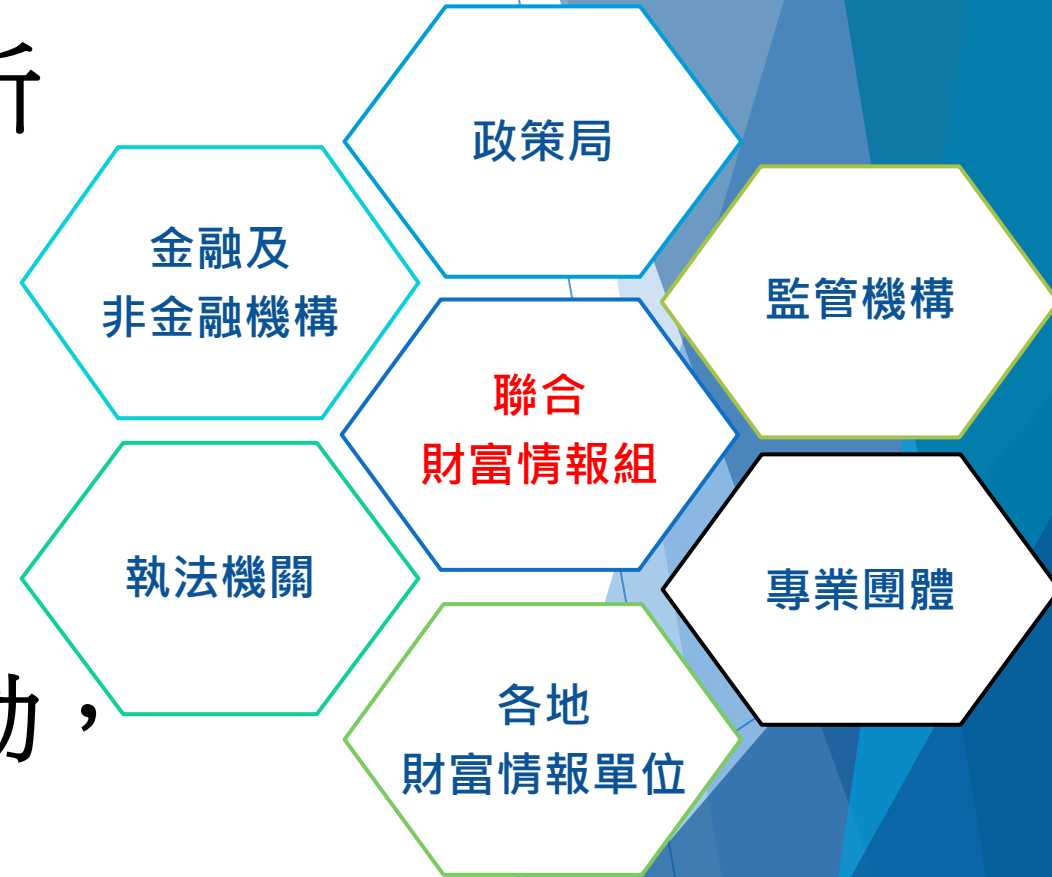 政策局
金融及
非金融機構
監管機構
聯合
財富情報組
執法機關
專業團體
各地
財富情報單位